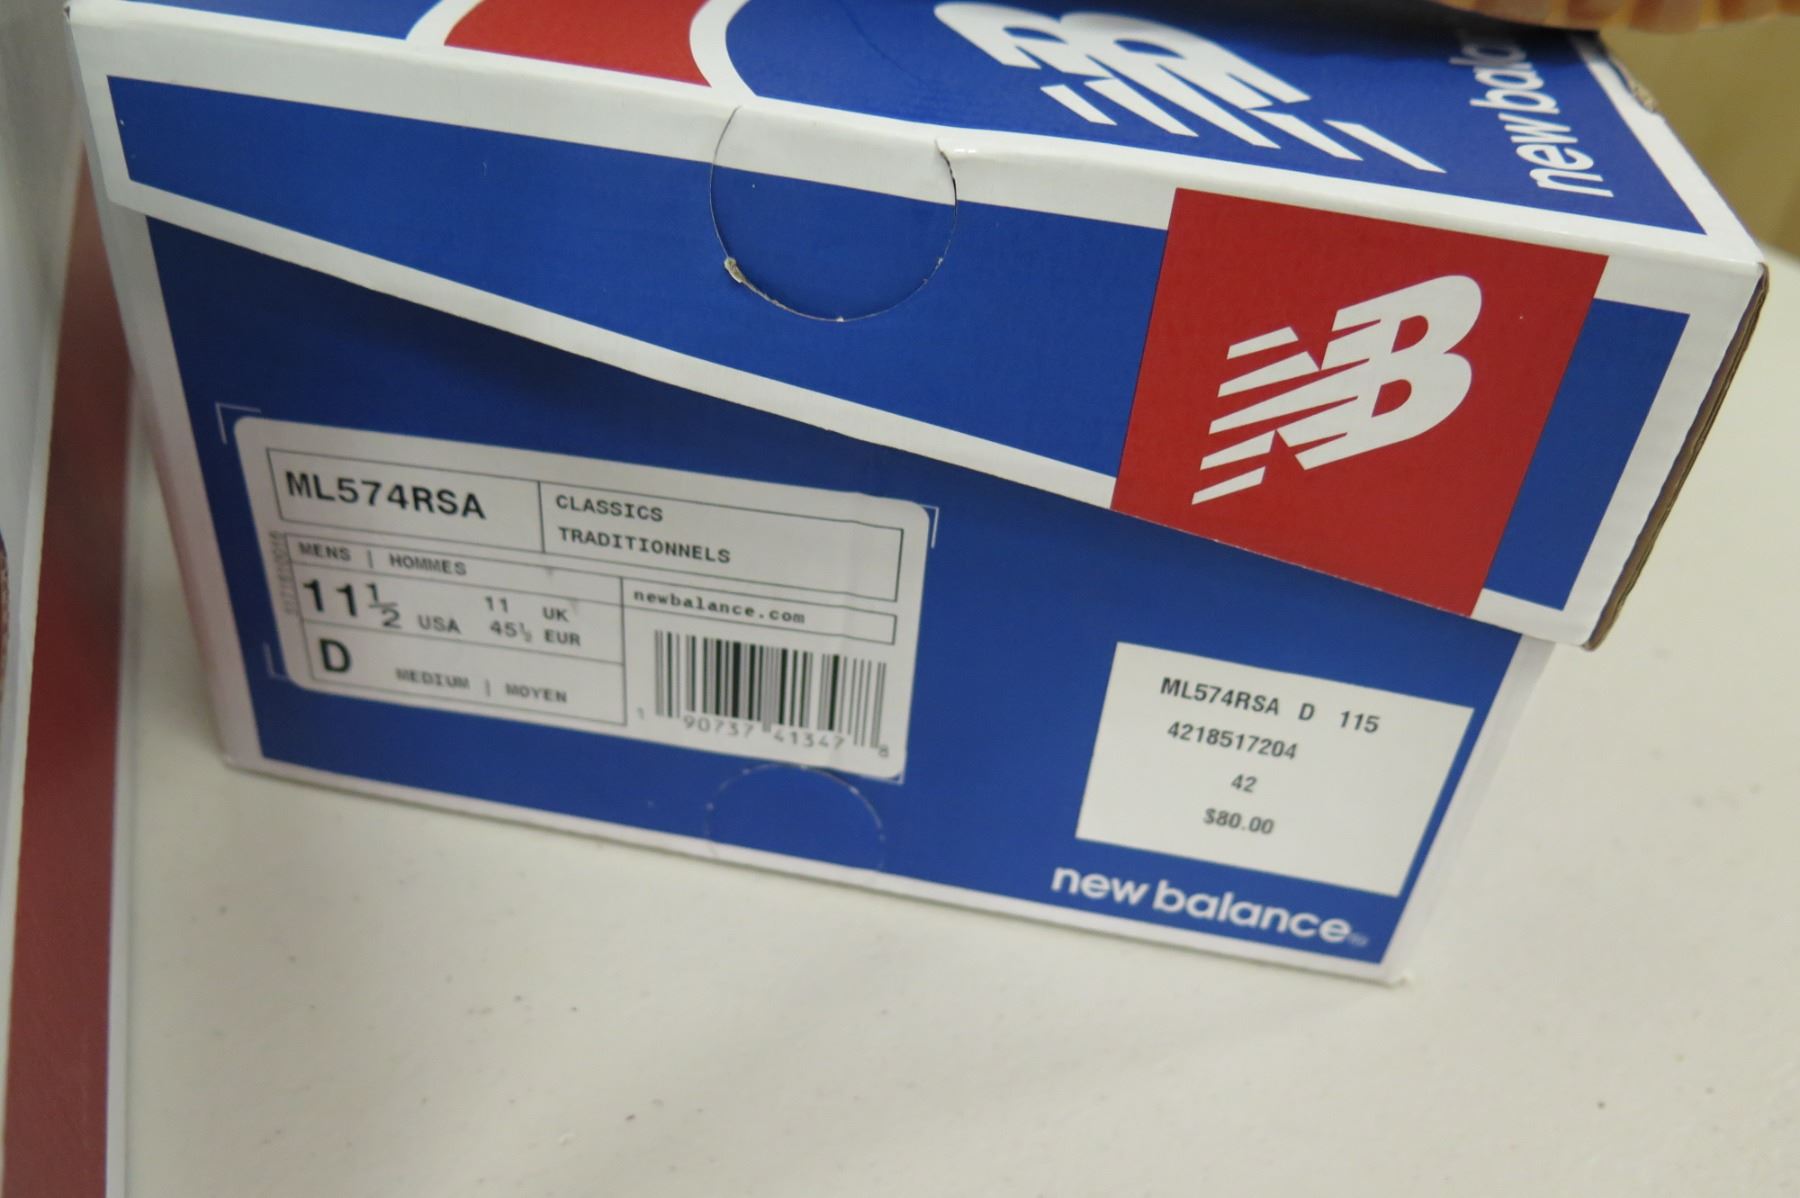 NB
new bala
NB
ML574RSA
CLASSICS
TRADITIONNELS
MENS | HOMMES
11½ USA
11 UK
45½ EUR
D
MEDIUM | MOYEN
newbalance.com
1 90737 41347 8
ML574RSA D 115
4218517204
42
$80.00
new balance